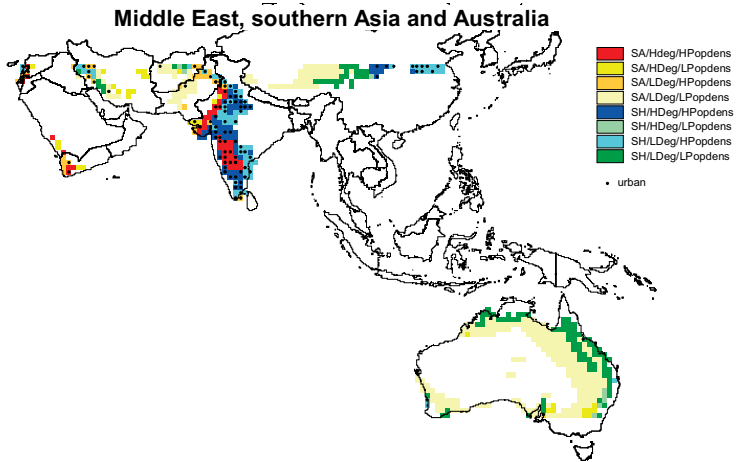 Middle East, southern Asia and Australia
SA/Hdeg/HPopdens
SA/HDeg/LPopdens
SA/LDeg/HPopdens
SA/LDeg/LPopdens
SH/HDeg/HPopdens
SH/HDeg/LPopdens
SH/LDeg/HPopdens
SH/LDeg/LPopdens
urban